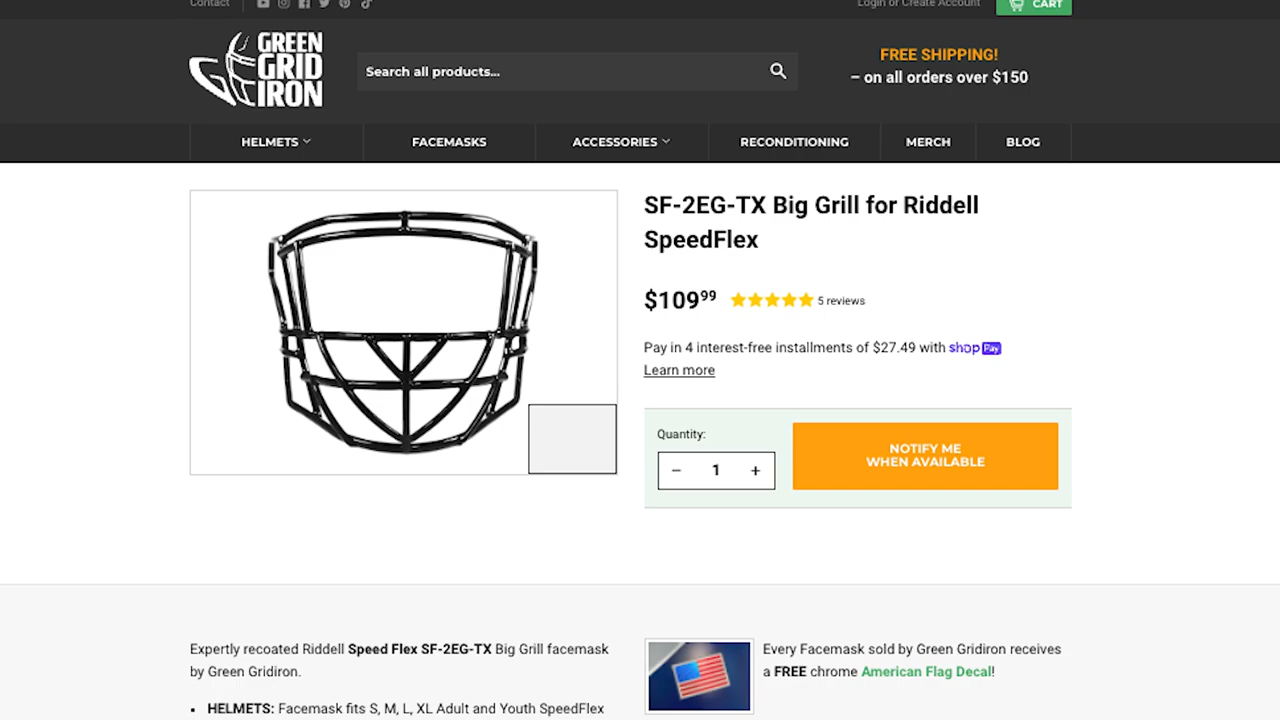 Contact
Login or Create Account
CART
GREEN
GRID
IRON
Search all products...
FREE SHIPPING!
– on all orders over $150
HELMETS
FACEMASKS
ACCESSORIES
RECONDITIONING
MERCH
BLOG
SF-2EG-TX Big Grill for Riddell
SpeedFlex
$10999
5 reviews
Pay in 4 interest-free installments of $27.49 with shop Pay
Learn more
Quantity:
− 1 +
NOTIFY ME
WHEN AVAILABLE
Expertly recoated Riddell Speed Flex SF-2EG-TX Big Grill facemask
by Green Gridiron.
• HELMETS: Facemask fits S, M, L, XL Adult and Youth SpeedFlex
Every Facemask sold by Green Gridiron receives
a FREE chrome American Flag Decal!